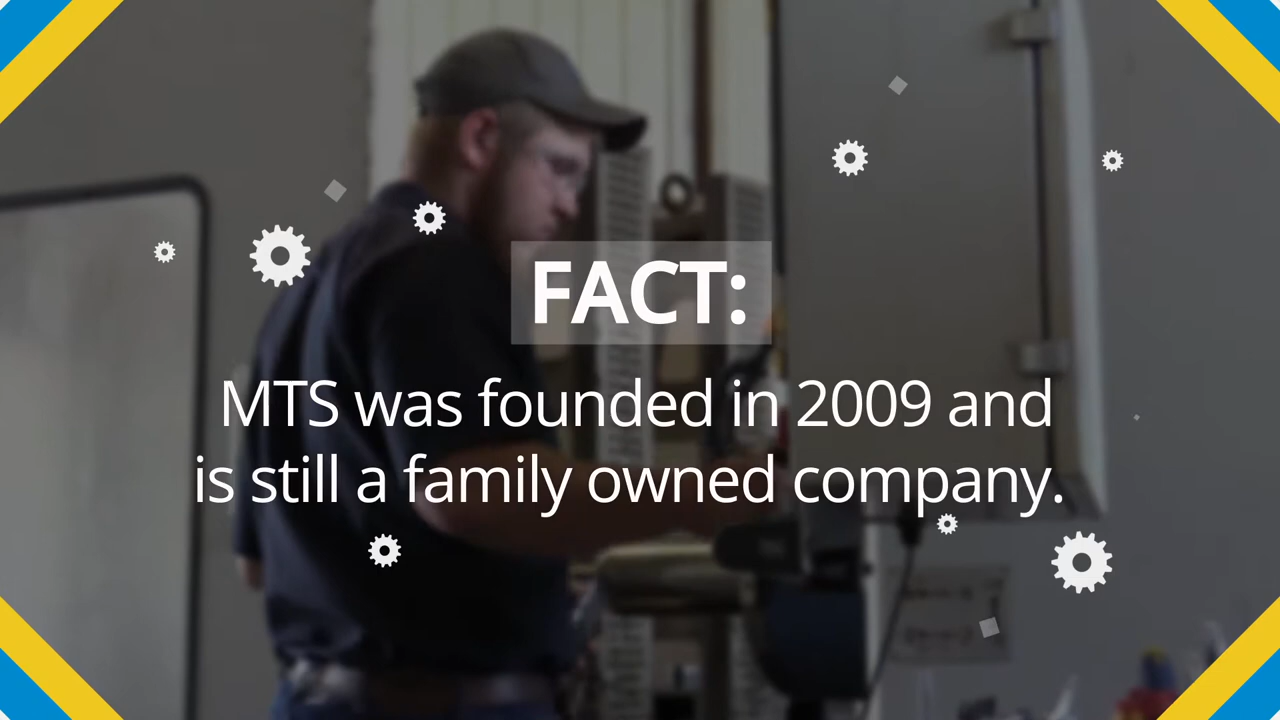 FACT:
MTS was founded in 2009 and
is still a family owned company.